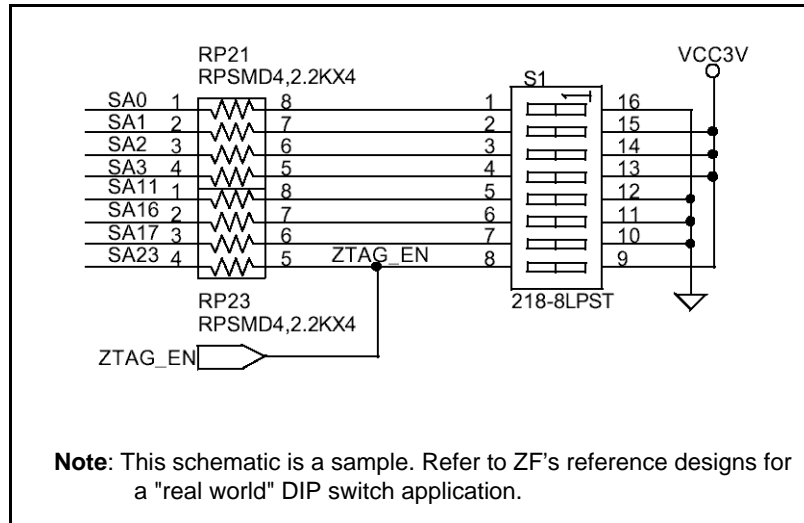 RP21
RPSMD4,2.2KX4
VCC3V
S1
SA0 1 8 1 16
SA1 2 7 2 15
SA2 3 6 3 14
SA3 4 5 4 13
SA11 1 8 5 12
SA16 2 7 6 11
SA17 3 6 7 10
SA23 4 5 ZTAG_EN 8 9
RP23
RPSMD4,2.2KX4
218-8LPST
ZTAG_EN
Note: This schematic is a sample. Refer to ZF's reference designs for
a "real world" DIP switch application.